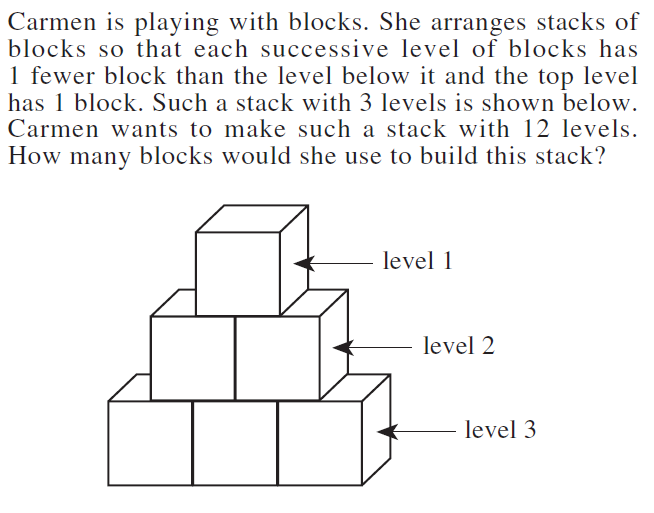 Carmen is playing with blocks. She arranges stacks of
blocks so that each successive level of blocks has
1 fewer block than the level below it and the top level
has 1 block. Such a stack with 3 levels is shown below.
Carmen wants to make such a stack with 12 levels.
How many blocks would she use to build this stack?
level 1
level 2
level 3